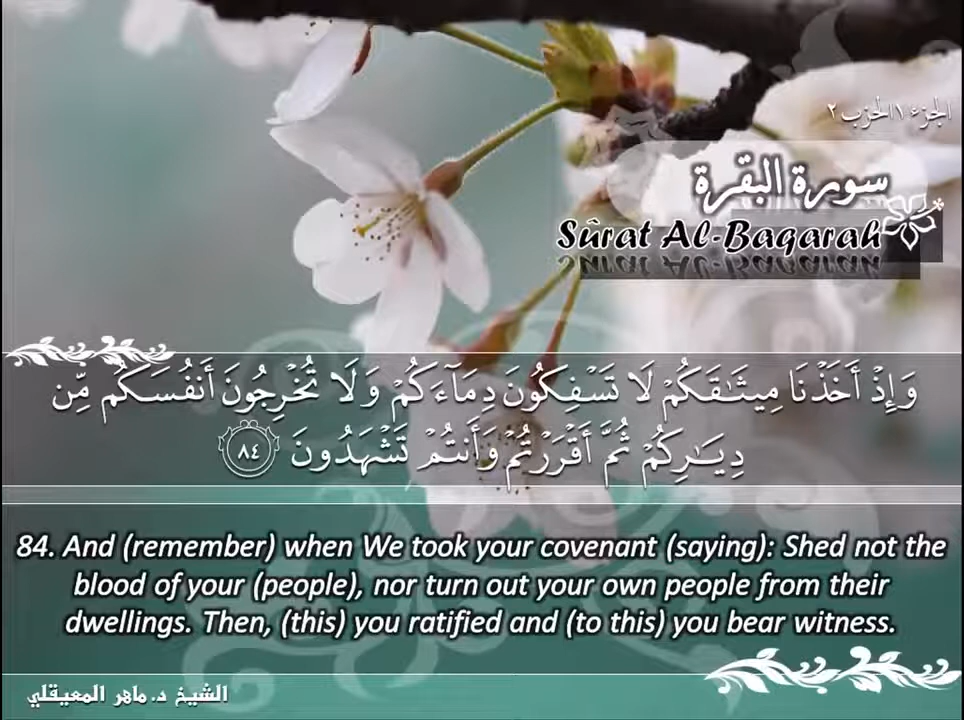 الجزء ١ الحزب ٢
سورة البقرة
Sûrat Al-Baqarah
وَإِذْ أَخَذْنَا مِيثَـٰقَكُمْ لَا تَسْفِكُونَ دِمَآءَكُمْ وَلَا تُخْرِجُونَ أَنفُسَكُم مِّن
دِيَـٰرِكُمْ ثُمَّ أَقْرَرْتُمْ وَأَنتُمْ تَشْهَدُونَ ٨٤
84. And (remember) when We took your covenant (saying): Shed not the
blood of your (people), nor turn out your own people from their
dwellings. Then, (this) you ratified and (to this) you bear witness.
الشيخ د. ماهر المعيقلي